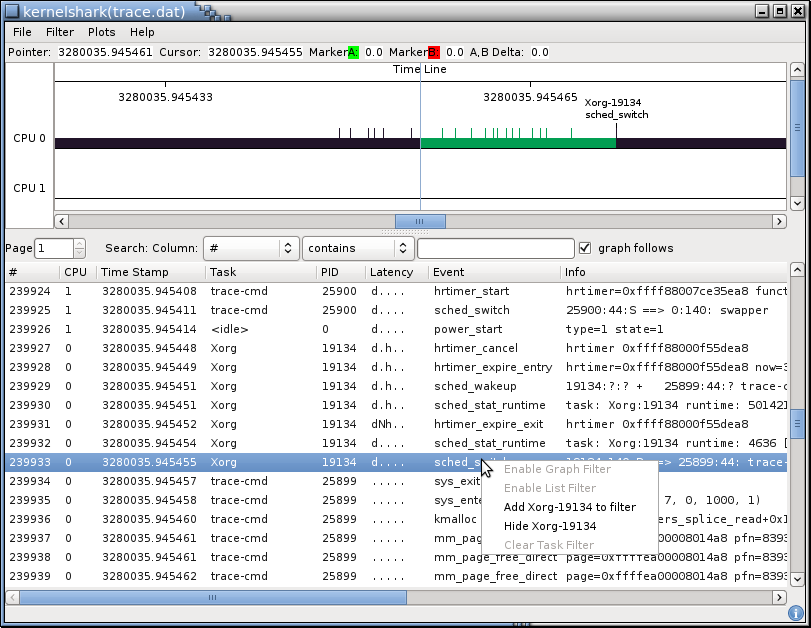 kernelshark(trace.dat)
File Filter Plots Help
Pointer: 3280035.945461 Cursor: 3280035.945455 Marker A: 0.0 Marker B: 0.0 A,B Delta: 0.0
Time Line
3280035.945433 3280035.945465
Xorg-19134
sched_switch
CPU 0
CPU 1
Page 1 Search: Column: # contains graph follows
# CPU Time Stamp Task PID Latency Event Info
239924 1 3280035.945408 trace-cmd 25900 d.... hrtimer_start hrtimer=0xffff88007ce35ea8 funct
239925 1 3280035.945411 trace-cmd 25900 d.... sched_switch 25900:44:S ==> 0:140: swapper
239926 1 3280035.945414 <idle> 0 d.... power_start type=1 state=1
239927 0 3280035.945448 Xorg 19134 d.h.. hrtimer_cancel hrtimer 0xffff88000f55dea8
239928 0 3280035.945449 Xorg 19134 d.h.. hrtimer_expire_entry hrtimer=0xffff88000f55dea8 now=3
239929 0 3280035.945451 Xorg 19134 d.h.. sched_wakeup 19134:?:? + 25899:44:? trace-c
239930 0 3280035.945451 Xorg 19134 d.h.. sched_stat_runtime task: Xorg:19134 runtime: 50142
239931 0 3280035.945452 Xorg 19134 dNh.. hrtimer_expire_exit hrtimer 0xffff88000f55dea8
239932 0 3280035.945454 Xorg 19134 d.... sched_stat_runtime task: Xorg:19134 runtime: 4636 [
239933 0 3280035.945455 Xorg 19134 d.... => 25899:44: trace-
239934 0 3280035.945457 trace-cmd 25899 ..... sys_exit
239935 0 3280035.945458 trace-cmd 25899 ..... sys_ente 7, 0, 1000, 1)
239936 0 3280035.945460 trace-cmd 25899 ..... kmalloc ers_splice_read+0x1
239937 0 3280035.945461 trace-cmd 25899 ..... mm_pag ffffea00008014a8 pfn=8393
239938 0 3280035.945461 trace-cmd 25899 ..... mm_page_free_direct page=0xffffea00008014a8 pfn=8393
239939 0 3280035.945462 trace-cmd 25899 ..... mm_page_free_direct page=0xffffea00008014a8 pfn=8393
Enable Graph Filter
Enable List Filter
Add Xorg-19134 to filter
Hide Xorg-19134
Clear Task Filter